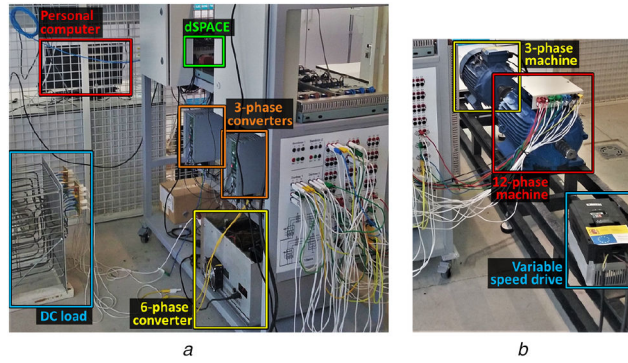 Personal
computer
dSPACE
3-phase
converters
DC load
6-phase
converter
a
3-phase
machine
12-phase
machine
Variable
speed drive
b